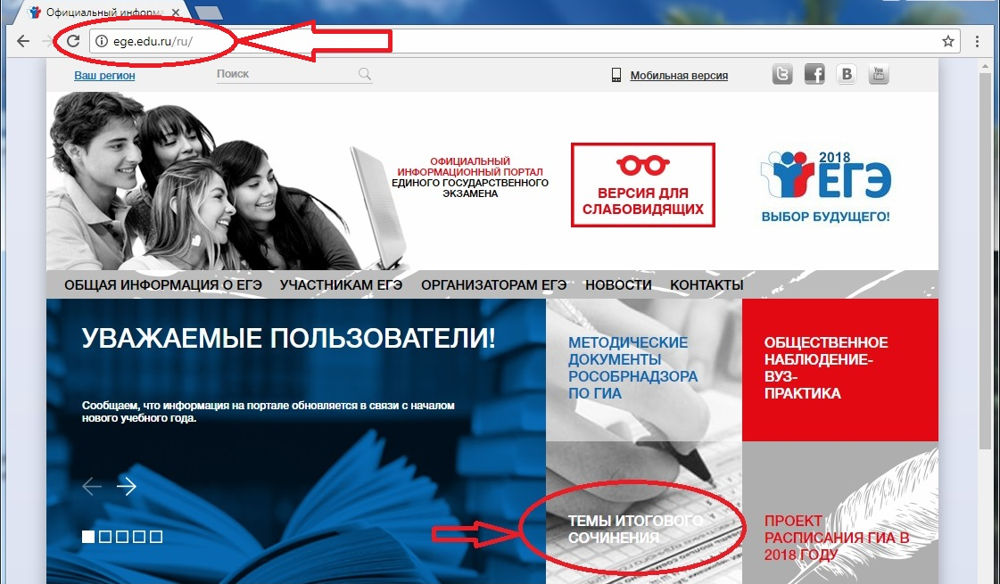 Официальный информа
ege.edu.ru/ru/
Ваш регион
Поиск
Мобильная версия
You
Tube
ОФИЦИАЛЬНЫЙ
ИНФОРМАЦИОННЫЙ ПОРТАЛ
ЕДИНОГО ГОСУДАРСТВЕННОГО
ЭКЗАМЕНА
ВЕРСИЯ ДЛЯ
СЛАБОВИДЯЩИХ
2018
ЕГЭ
ВЫБОР БУДУЩЕГО!
ОБЩАЯ ИНФОРМАЦИЯ О ЕГЭ УЧАСТНИКАМ ЕГЭ ОРГАНИЗАТОРАМ ЕГЭ НОВОСТИ КОНТАКТЫ
УВАЖАЕМЫЕ ПОЛЬЗОВАТЕЛИ!
Сообщаем, что информация на портале обновляется в связи с началом
нового учебного года.
МЕТОДИЧЕСКИЕ
ДОКУМЕНТЫ
РОСОБРНАДЗОРА
ПО ГИА
ОБЩЕСТВЕННОЕ
НАБЛЮДЕНИЕ-
ВУЗ-
ПРАКТИКА
ТЕМЫ ИТОГОВОГО
СОЧИНЕНИЯ
ПРОЕКТ
РАСПИСАНИЯ ГИА В
2018 ГОДУ